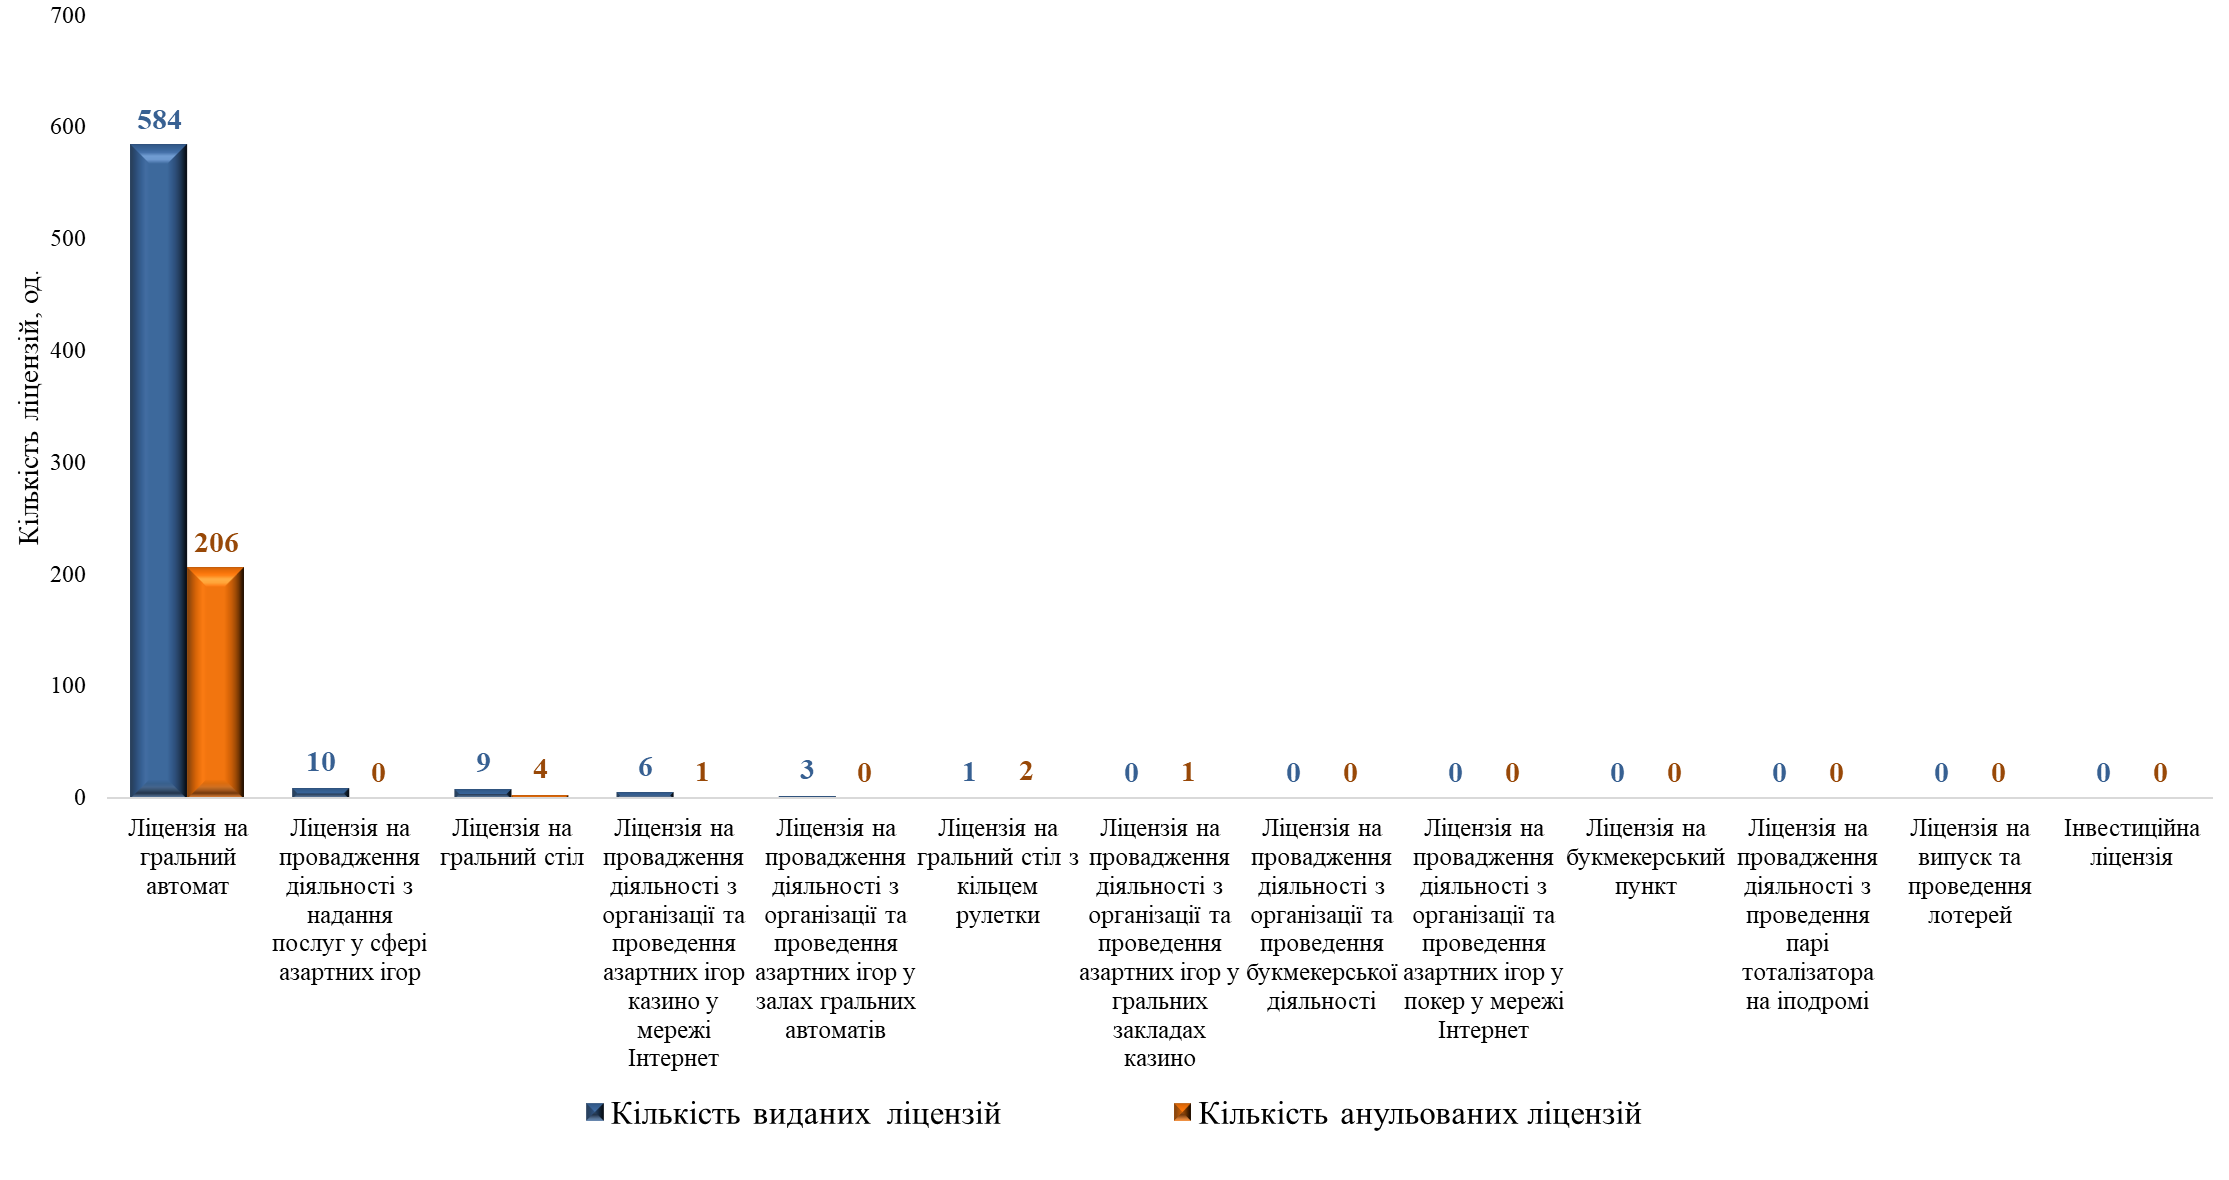 700
600
500
400
300
200
100
0
Кількість ліцензій, од.
584
206
10
0
9
4
6
1
3
0
1
2
0
1
0
0
0
0
0
0
0
0
0
0
0
0
Ліцензія на
гральний
автомат
Ліцензія на
провадження
діяльності з
надання
послуг у сфері
азартних ігор
Ліцензія на
гральний стіл
Ліцензія на
провадження
діяльності з
організації та
проведення
азартних ігор
казино у
мережі
Інтернет
Ліцензія на
провадження
діяльності з
організації та
проведення
азартних ігор у
залах гральних
автоматів
Ліцензія на
гральний стіл з
кільцем
рулетки
Ліцензія на
провадження
діяльності з
організації та
проведення
азартних ігор у
гральних
закладах
казино
Ліцензія на
провадження
діяльності з
організації та
проведення
букмекерської
діяльності
Ліцензія на
провадження
діяльності з
організації та
проведення
азартних ігор у
покер у мережі
Інтернет
Ліцензія на
букмекерський
пункт
Ліцензія на
провадження
діяльності з
проведення
парі
тоталізатора
на іподромі
Ліцензія на
випуск та
проведення
лотерей
Інвестиційна
ліцензія
Кількість виданих ліцензій
Кількість анульованих ліцензій